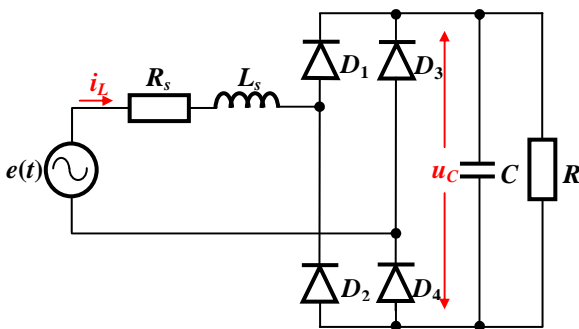 i_L
R_s
L_s
D_1
D_3
e(t)
u_C
C
R
D_2
D_4